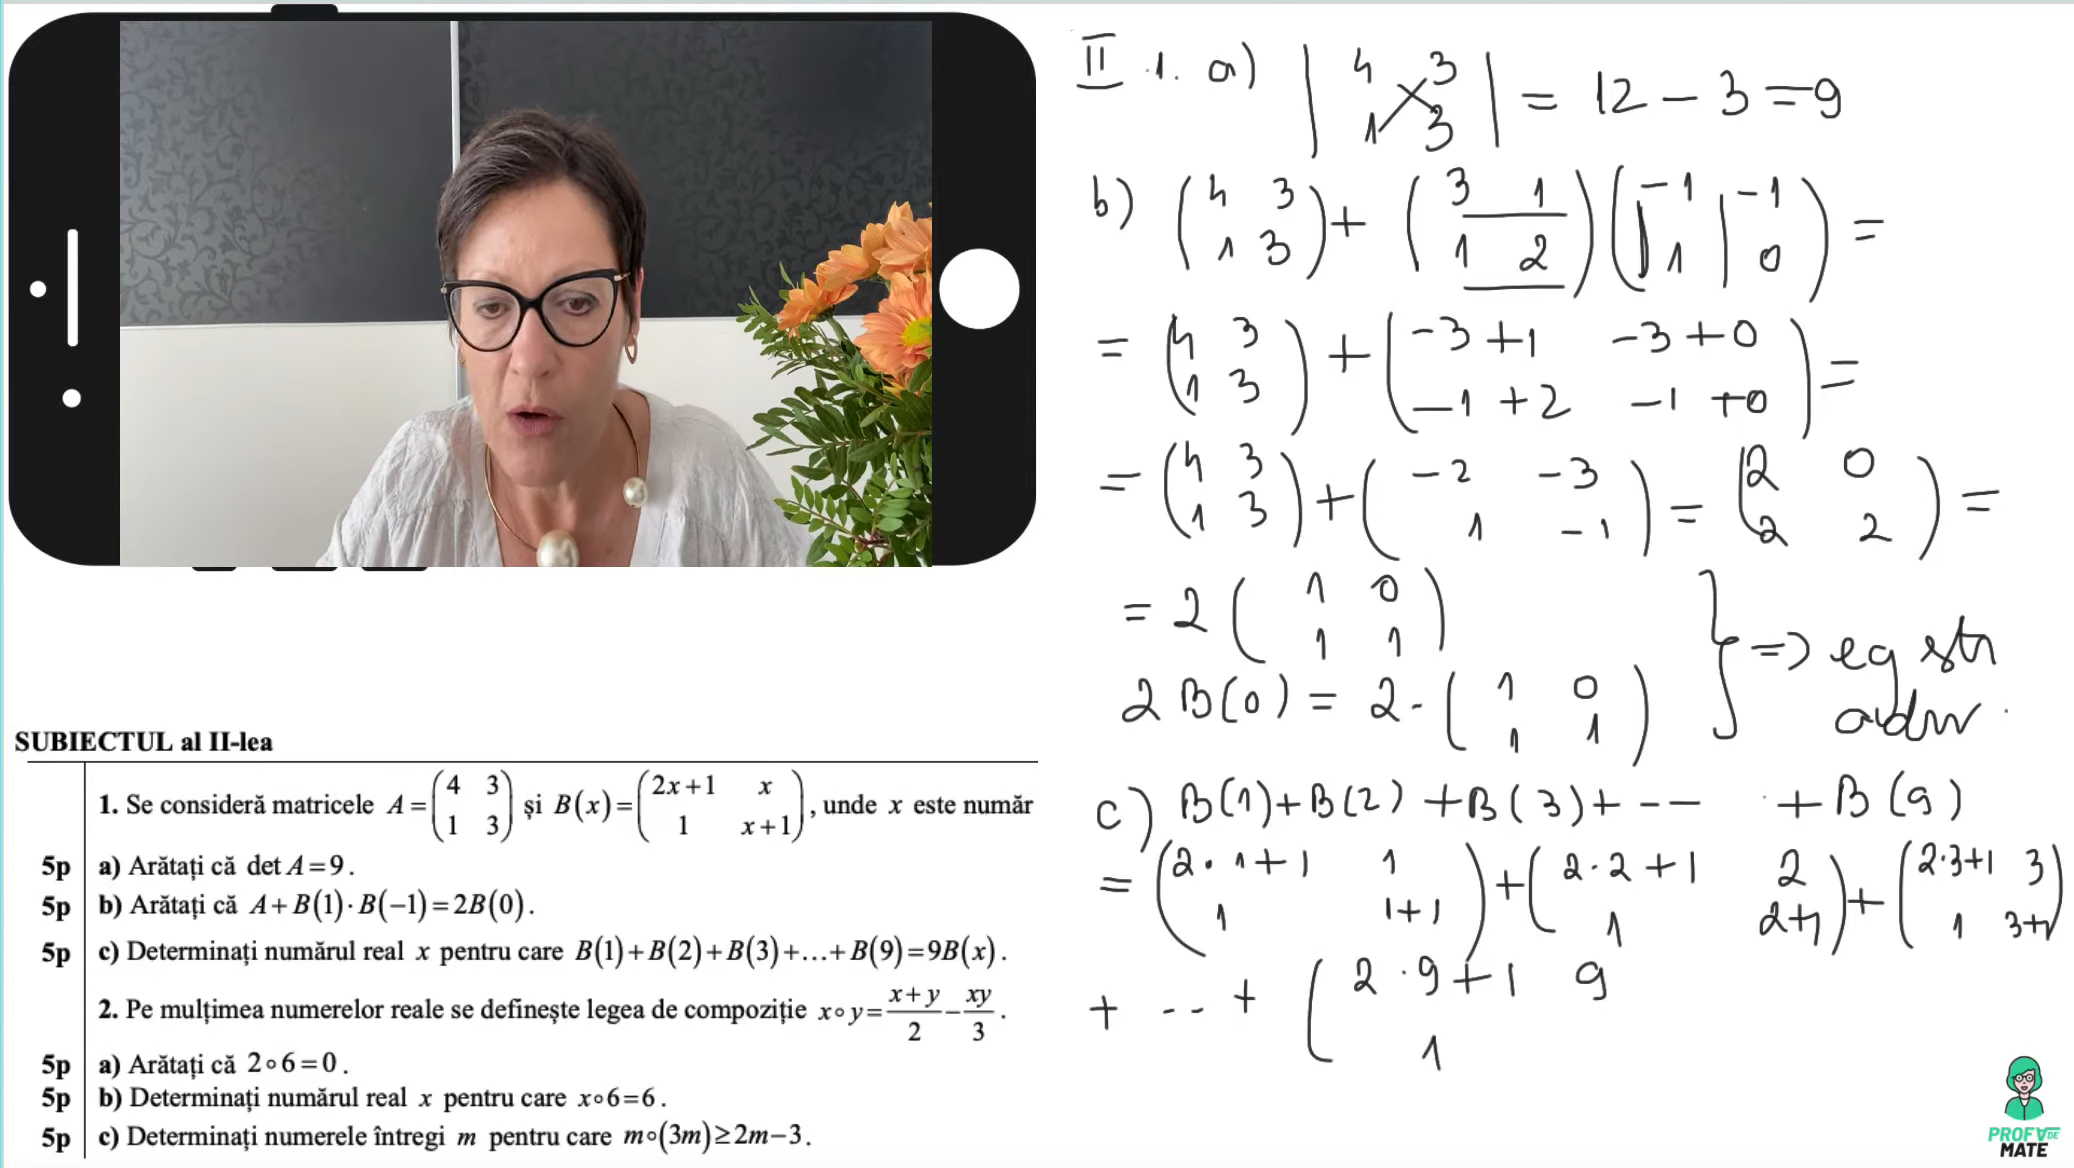 SUBIECTUL al II-lea
1. Se consideră matricele A = (4 3; 1 3) și B(x) = (2x+1 x; 1 x+1), unde x este număr
5p a) Arătați că det A = 9.
5p b) Arătați că A + B(1)·B(−1) = 2B(0).
5p c) Determinați numărul real x pentru care B(1)+B(2)+B(3)+...+B(9) = 9B(x).
2. Pe mulțimea numerelor reale se definește legea de compoziție x∘y = (x+y)/2 − xy/3.
5p a) Arătați că 2∘6 = 0.
5p b) Determinați numărul real x pentru care x∘6 = 6.
5p c) Determinați numerele întregi m pentru care m∘(3m) ≥ 2m−3.
II .1. a) |4 3; 1 3| = 12 − 3 = 9
b) (4 3; 1 3) + (3 1; 1 2)(−1 −1; 1 0) =
= (4 3; 1 3) + (−3+1 −3+0; −1+2 −1+0) =
= (4 3; 1 3) + (−2 −3; 1 −1) = (2 0; 2 2) =
= 2 (1 0; 1 1)
2B(0) = 2·(1 0; 1 1) } => eg str
adw.
c) B(1)+B(2)+B(3)+-- +B(9)
= (2·1+1 1; 1 1+1) + (2·2+1 2; 1 2+1) + (2·3+1 3; 1 3+1)
+ -- + (2·9+1 9; 1
PROFA DE
MATE